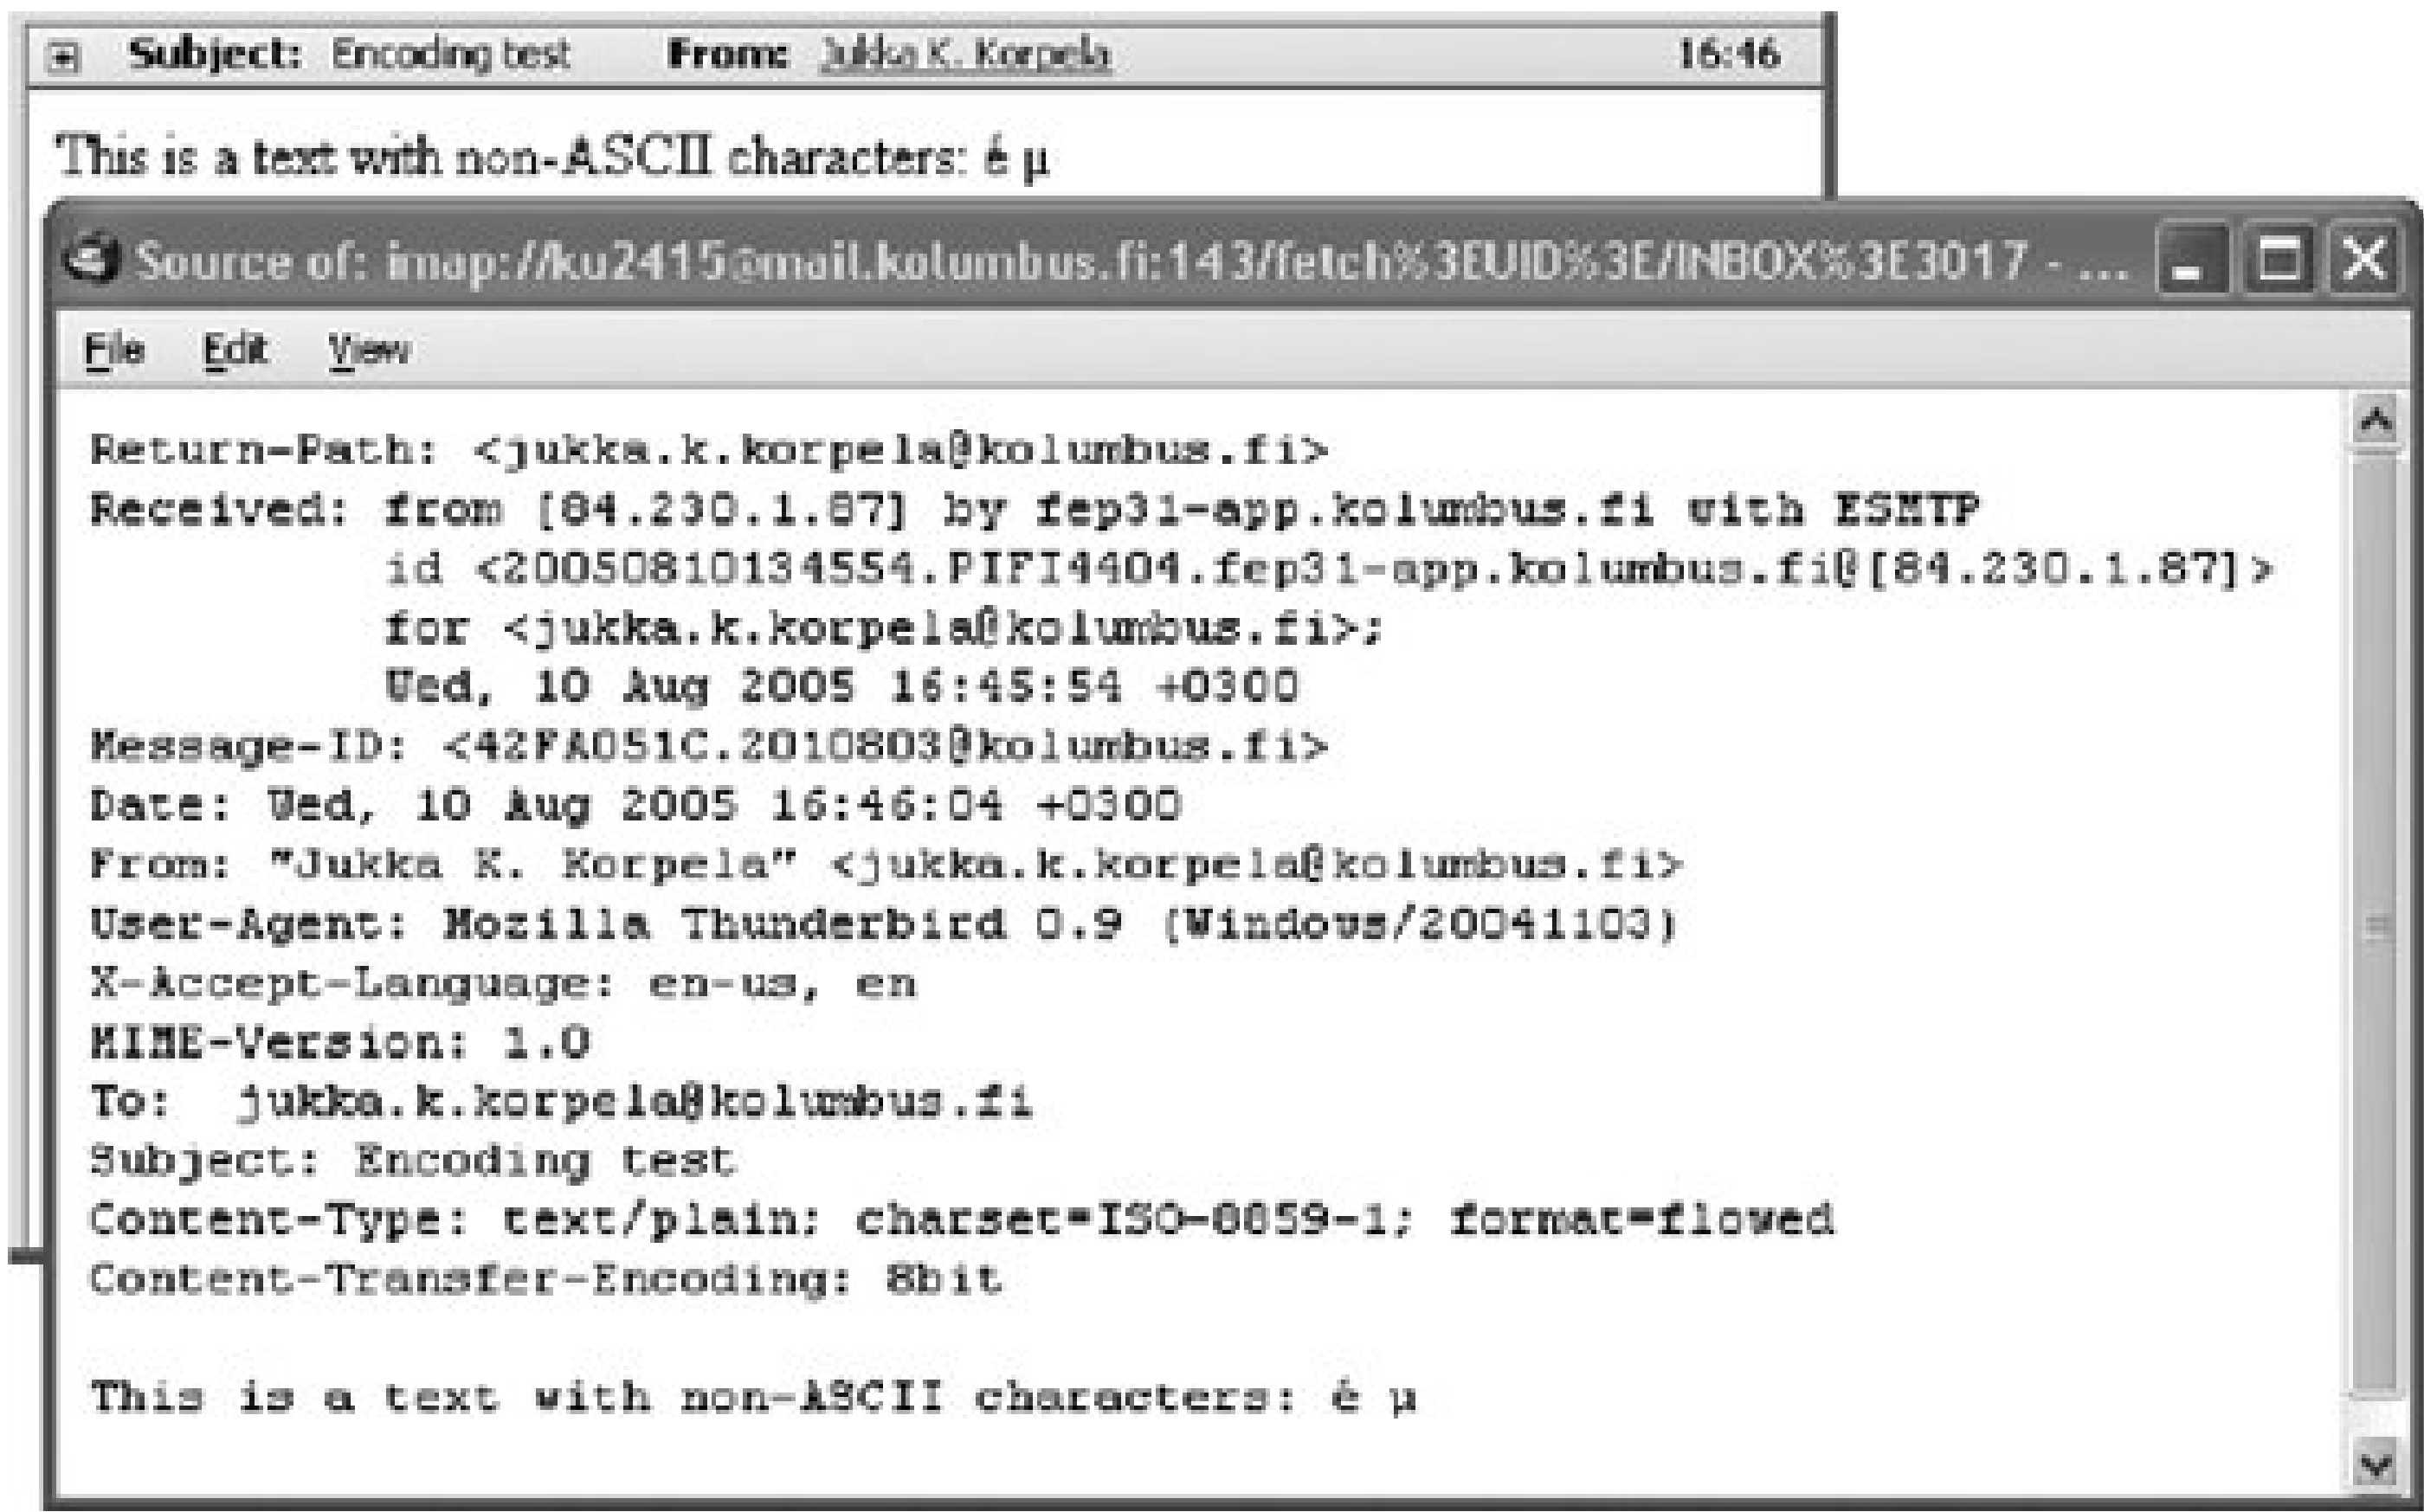 Subject: Encoding test From: Jukka K. Korpela 16:46
This is a text with non-ASCII characters: é µ
Source of: imap://ku2415@mail.kolumbus.fi:143/fetch%3EUID%3E/INBOX%3E3017 - ...
File Edit View
Return-Path: <jukka.k.korpela@kolumbus.fi>
Received: from [84.230.1.87] by fep31-app.kolumbus.fi with ESMTP
id <20050810134554.PIFI4404.fep31-app.kolumbus.fi@[84.230.1.87]>
for <jukka.k.korpela@kolumbus.fi>;
Wed, 10 Aug 2005 16:45:54 +0300
Message-ID: <42FA051C.2010803@kolumbus.fi>
Date: Wed, 10 Aug 2005 16:46:04 +0300
From: "Jukka K. Korpela" <jukka.k.korpela@kolumbus.fi>
User-Agent: Mozilla Thunderbird 0.9 (Windows/20041103)
X-Accept-Language: en-us, en
MIME-Version: 1.0
To: jukka.k.korpela@kolumbus.fi
Subject: Encoding test
Content-Type: text/plain; charset=ISO-8859-1; format=flowed
Content-Transfer-Encoding: 8bit
This is a text with non-ASCII characters: é µ